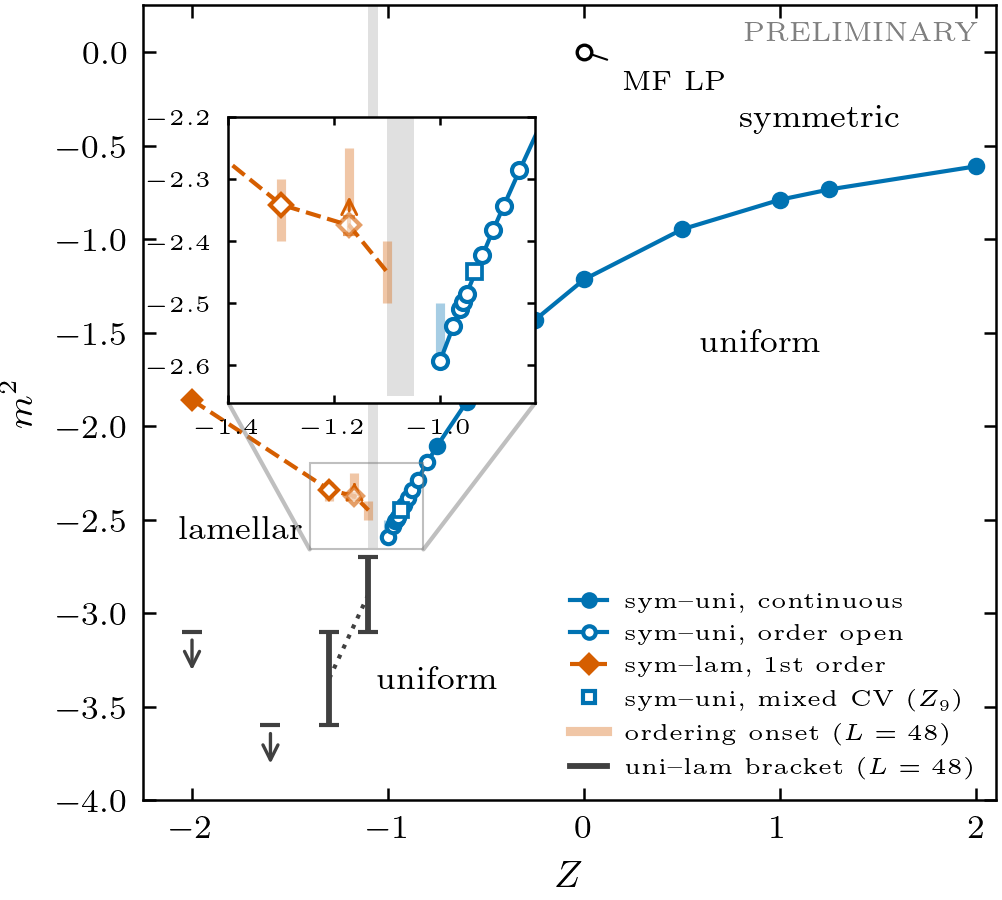 PRELIMINARY
MF LP
symmetric
uniform
lamellar
uniform
sym–uni, continuous
sym–uni, order open
sym–lam, 1st order
sym–uni, mixed CV (Z₉)
ordering onset (L = 48)
uni–lam bracket (L = 48)
0.0
−0.5
−1.0
−1.5
−2.0
−2.5
−3.0
−3.5
−4.0
m²
−2
−1
0
1
2
Z
−2.2
−2.3
−2.4
−2.5
−2.6
−1.4
−1.2
−1.0